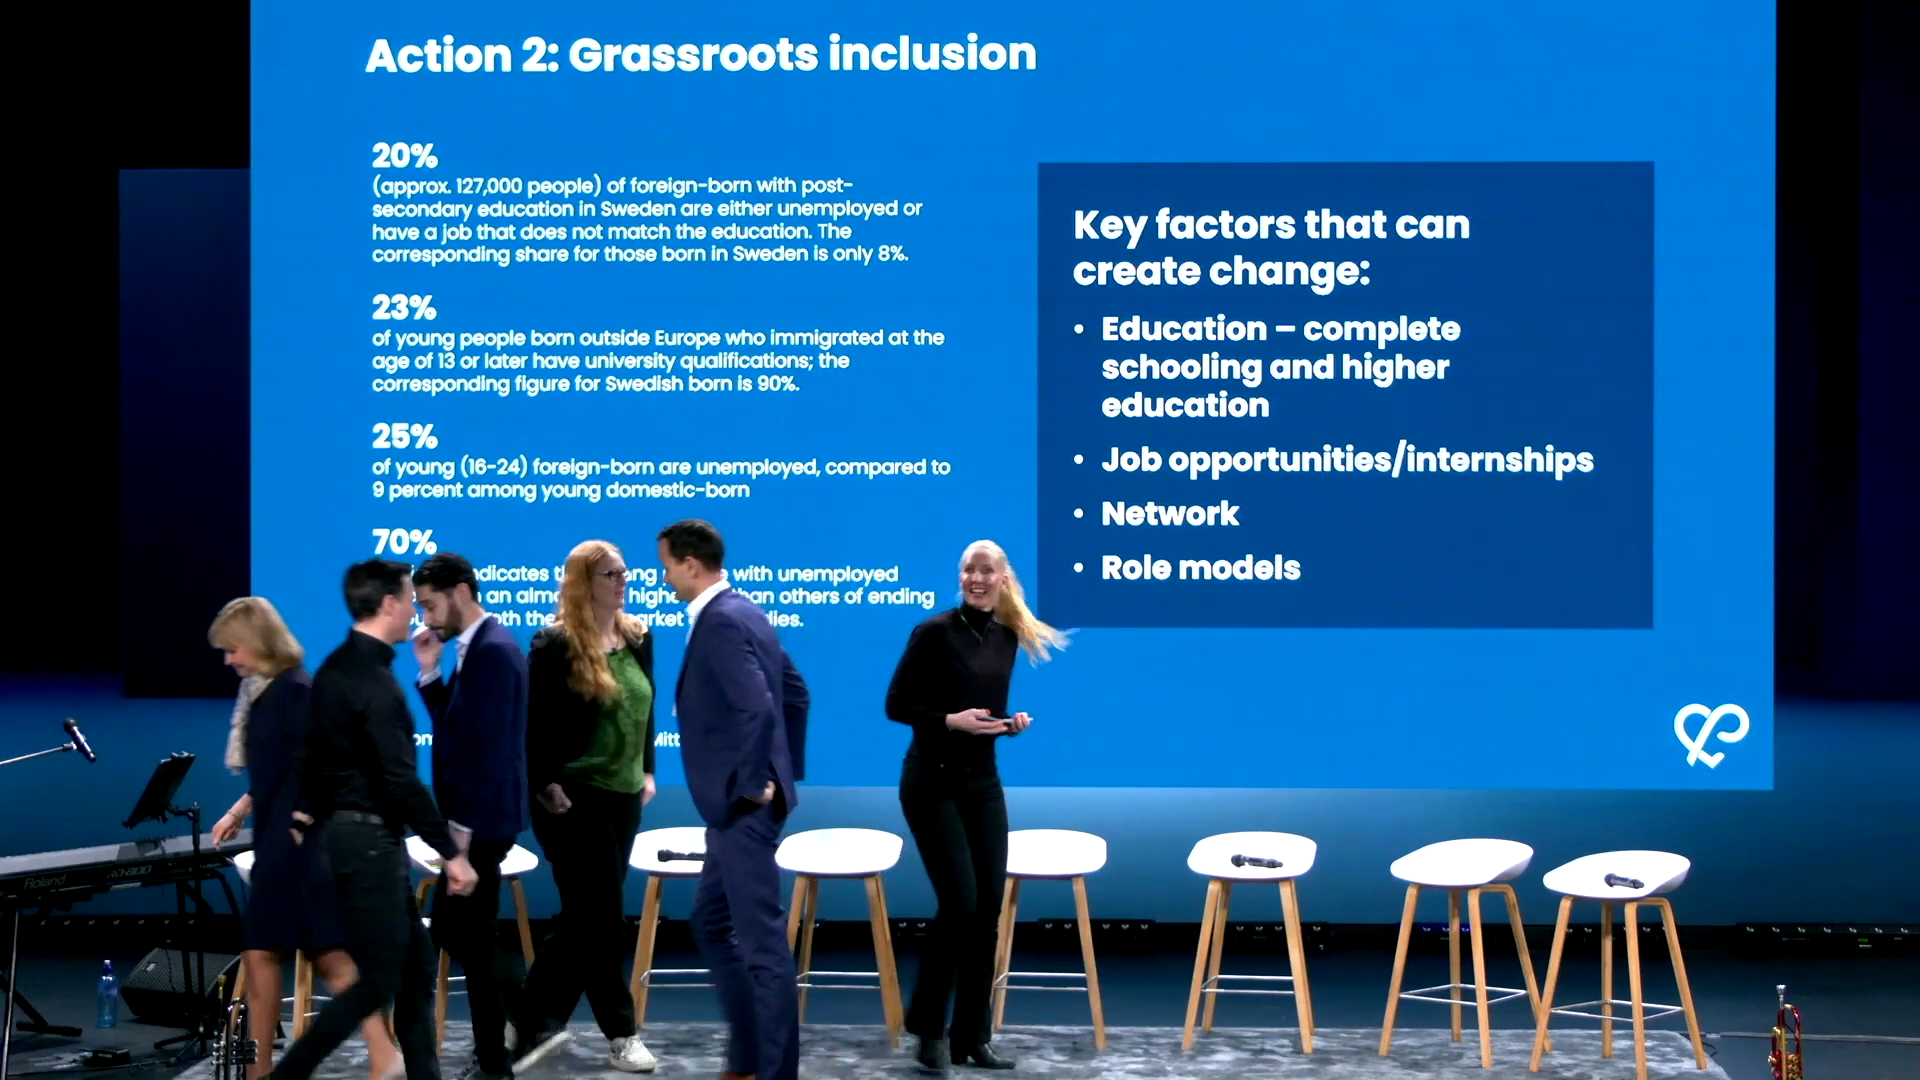 Action 2: Grassroots inclusion
20%
(approx. 127,000 people) of foreign-born with post-
secondary education in Sweden are either unemployed or
have a job that does not match the education. The
corresponding share for those born in Sweden is only 8%.
23%
of young people born outside Europe who immigrated at the
age of 13 or later have university qualifications; the
corresponding figure for Swedish born is 90%.
25%
of young (16-24) foreign-born are unemployed, compared to
9 percent among young domestic-born
70%
with unemployed
an than others of ending
Key factors that can
create change:
• Education – complete
schooling and higher
education
• Job opportunities/internships
• Network
• Role models
Roland
RD-800